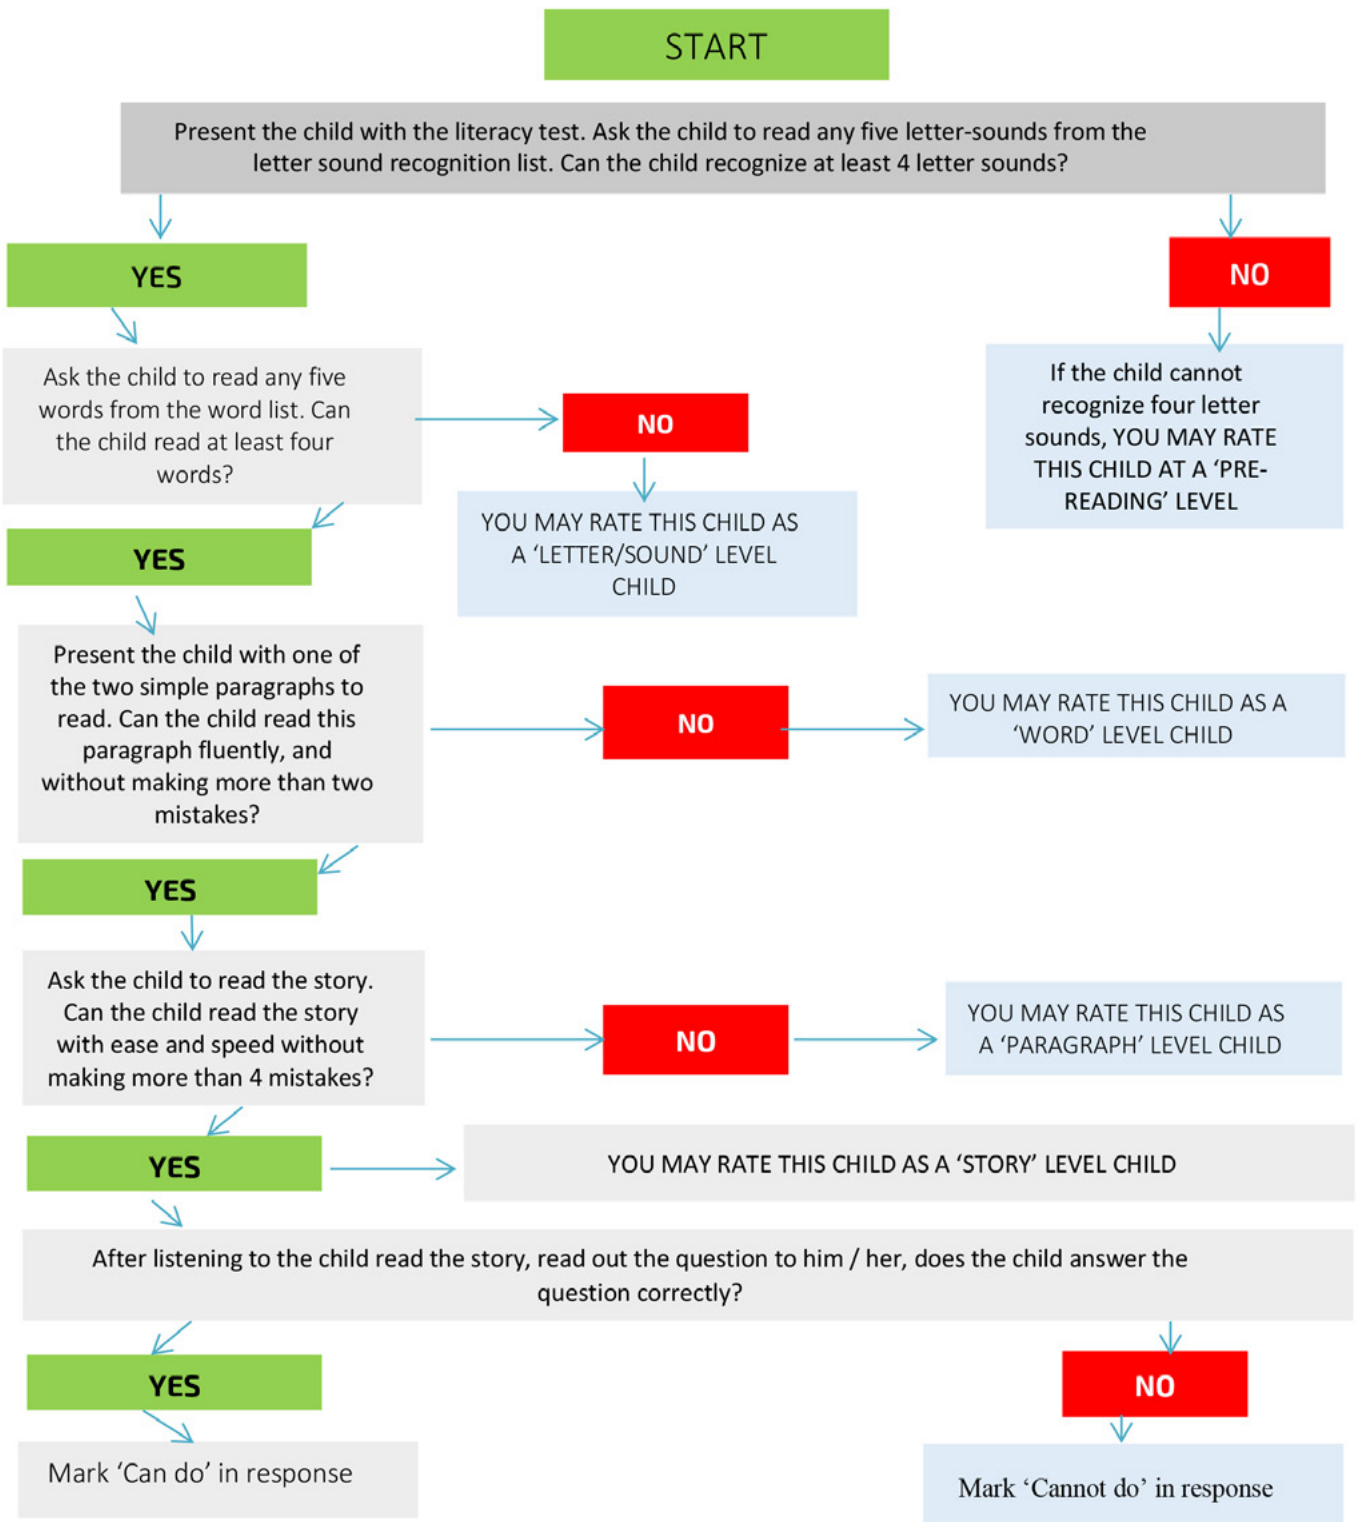 START
Present the child with the literacy test. Ask the child to read any five letter-sounds from the
letter sound recognition list. Can the child recognize at least 4 letter sounds?
YES
NO
Ask the child to read any five
words from the word list. Can
the child read at least four
words?
NO
If the child cannot
recognize four letter
sounds, YOU MAY RATE
THIS CHILD AT A ‘PRE-
READING’ LEVEL
YOU MAY RATE THIS CHILD AS
A ‘LETTER/SOUND’ LEVEL
CHILD
YES
Present the child with one of
the two simple paragraphs to
read. Can the child read this
paragraph fluently, and
without making more than two
mistakes?
NO
YOU MAY RATE THIS CHILD AS A
‘WORD’ LEVEL CHILD
YES
Ask the child to read the story.
Can the child read the story
with ease and speed without
making more than 4 mistakes?
NO
YOU MAY RATE THIS CHILD AS
A ‘PARAGRAPH’ LEVEL CHILD
YES
YOU MAY RATE THIS CHILD AS A ‘STORY’ LEVEL CHILD
After listening to the child read the story, read out the question to him / her, does the child answer the
question correctly?
YES
NO
Mark ‘Can do’ in response
Mark ‘Cannot do’ in response